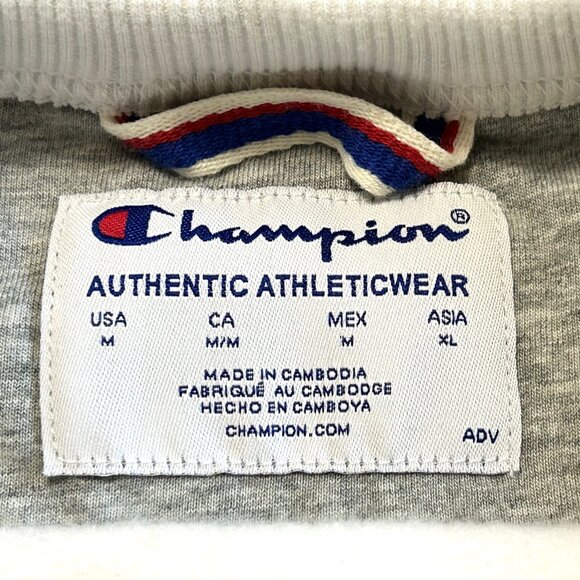 Champion®
AUTHENTIC ATHLETICWEAR
USA CA MEX ASIA
M M/M M XL
MADE IN CAMBODIA
FABRIQUÉ AU CAMBODGE
HECHO EN CAMBOYA
CHAMPION.COM
ADV